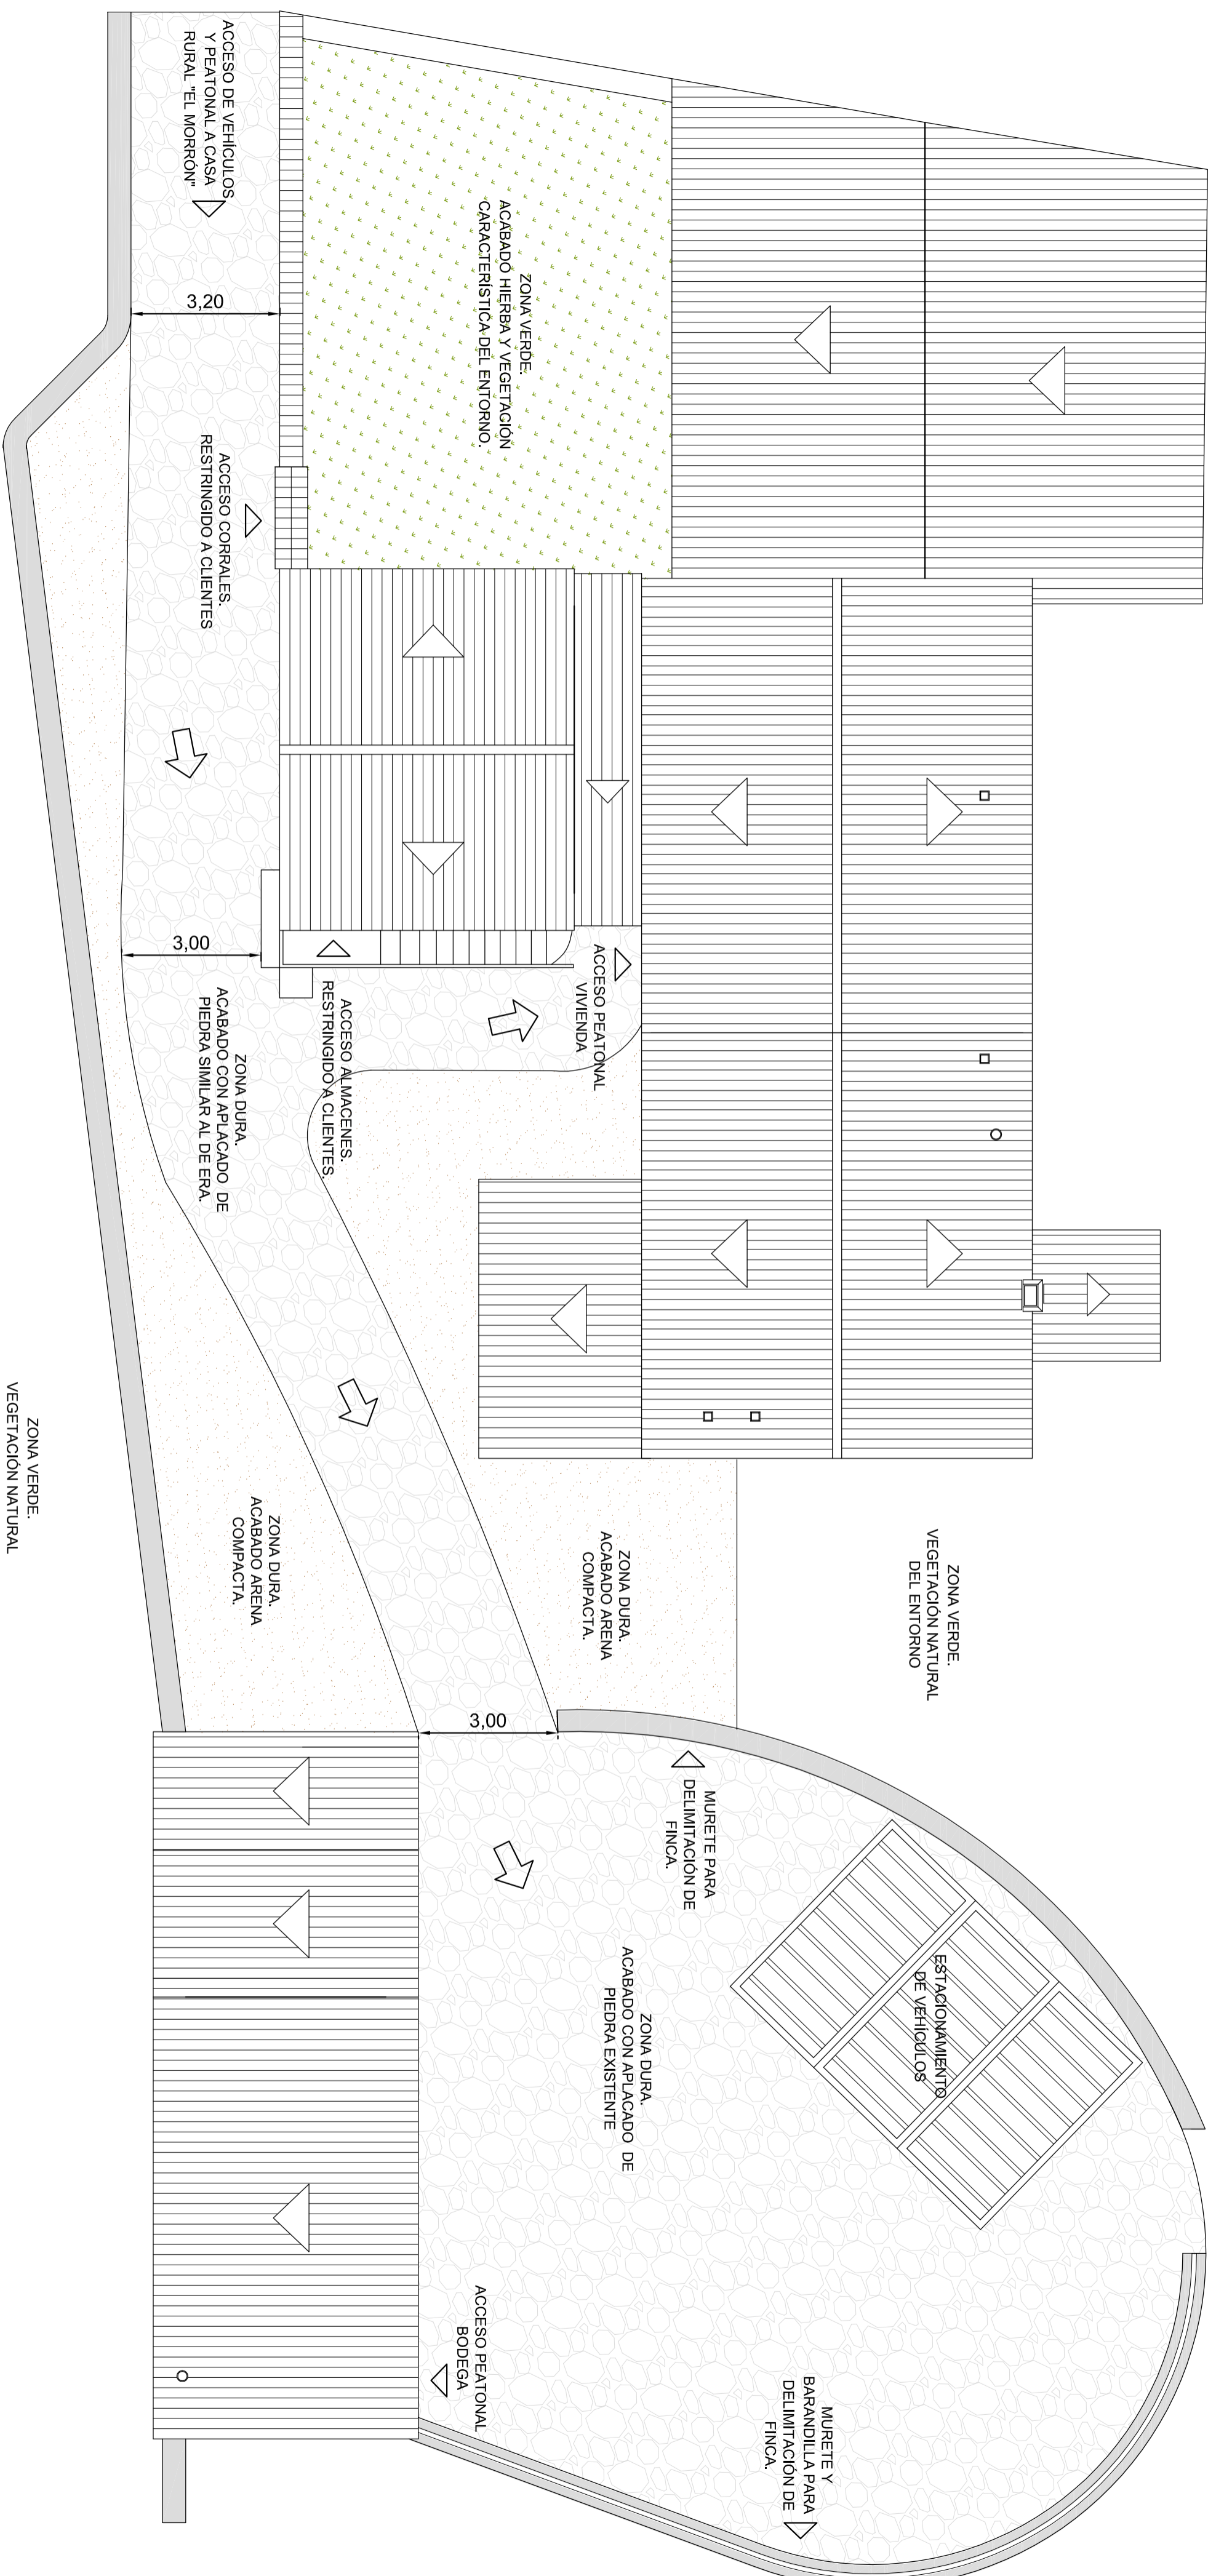 ACCESO DE VEHÍCULOS
Y PEATONAL A CASA
RURAL "EL MORRÓN"
3,20
ZONA VERDE.
ACABADO HIERBA Y VEGETACIÓN
CARACTERÍSTICA DEL ENTORNO.
ACCESO CORRALES.
RESTRINGIDO A CLIENTES
3,00
ACCESO PEATONAL
VIVIENDA
ACCESO ALMACENES.
RESTRINGIDO A CLIENTES.
ZONA DURA.
ACABADO CON APLACADO DE
PIEDRA SIMILAR AL DE ERA.
ZONA VERDE.
VEGETACIÓN NATURAL
ZONA DURA.
ACABADO ARENA
COMPACTA.
ZONA DURA.
ACABADO ARENA
COMPACTA.
ZONA VERDE.
VEGETACIÓN NATURAL
DEL ENTORNO
3,00
MURETE PARA
DELIMITACIÓN DE
FINCA.
ESTACIONAMIENTO
DE VEHÍCULOS
ZONA DURA.
ACABADO CON APLACADO DE
PIEDRA EXISTENTE
ACCESO PEATONAL
BODEGA
MURETE Y
BARANDILLA PARA
DELIMITACIÓN DE
FINCA.